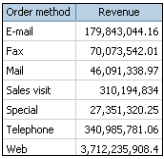 Order method Revenue
E-mail 179,843,044.16
Fax 70,073,542.01
Mail 46,091,338.97
Sales visit 310,194,834
Special 27,351,320.25
Telephone 340,985,781.06
Web 3,712,235,908.4